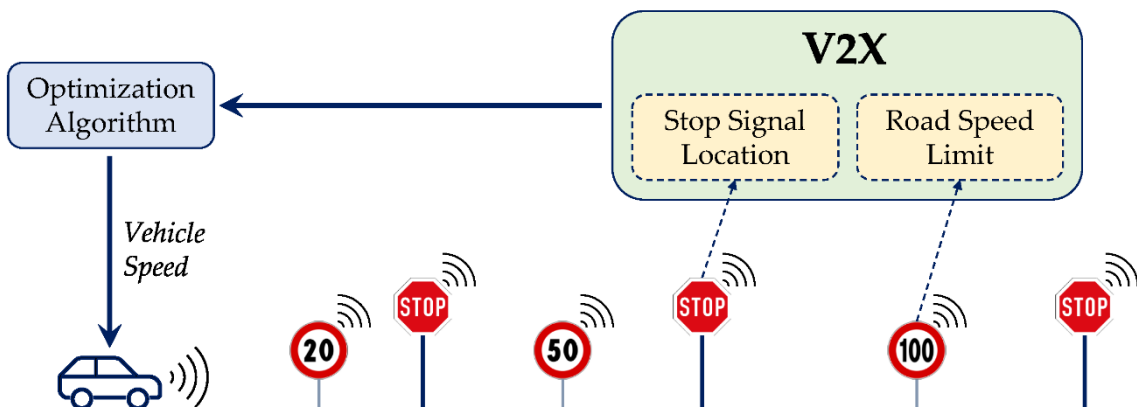 V2X
Optimization
Algorithm
Stop Signal
Location
Road Speed
Limit
Vehicle
Speed
STOP
STOP
STOP
20
50
100